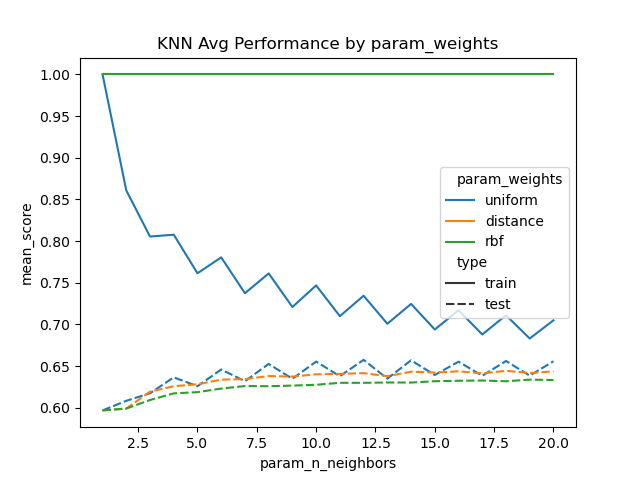 KNN Avg Performance by param_weights
1.00
0.95
0.90
0.85
0.80
0.75
0.70
0.65
0.60
mean_score
param_weights
uniform
distance
rbf
type
train
test
2.5 5.0 7.5 10.0 12.5 15.0 17.5 20.0
param_n_neighbors